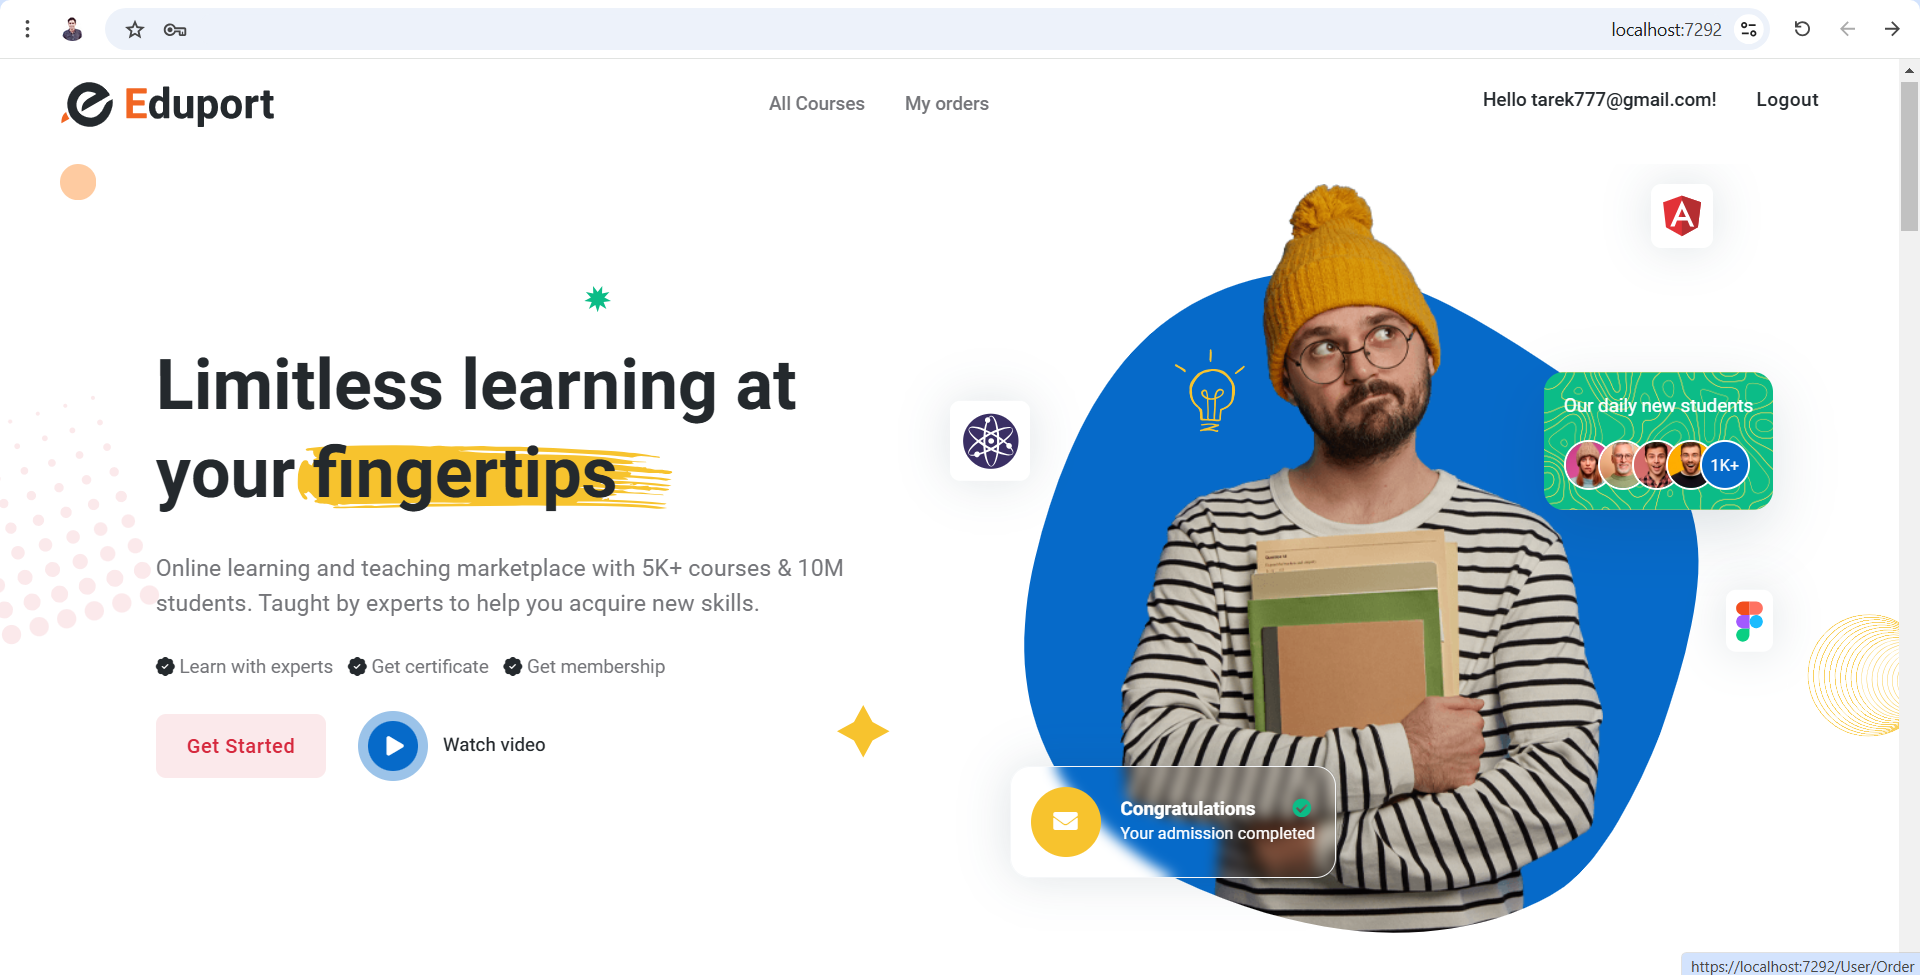 localhost:7292
Eduport
All Courses
My orders
Hello tarek777@gmail.com!
Logout
Limitless learning at
your fingertips
Online learning and teaching marketplace with 5K+ courses & 10M
students. Taught by experts to help you acquire new skills.
Learn with experts
Get certificate
Get membership
Get Started
Watch video
Our daily new students
1K+
Congratulations
Your admission completed
https://localhost:7292/User/Order